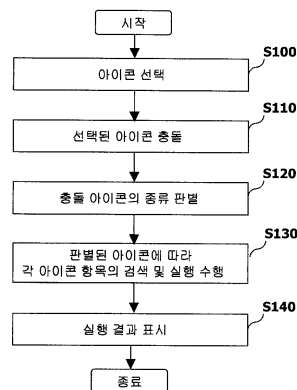 시작
S100
아이콘 선택
S110
선택된 아이콘 충돌
S120
충돌 아이콘의 종류 판별
S130
판별된 아이콘에 따라
각 아이콘 항목의 검색 및 실행 수행
S140
실행 결과 표시
종료